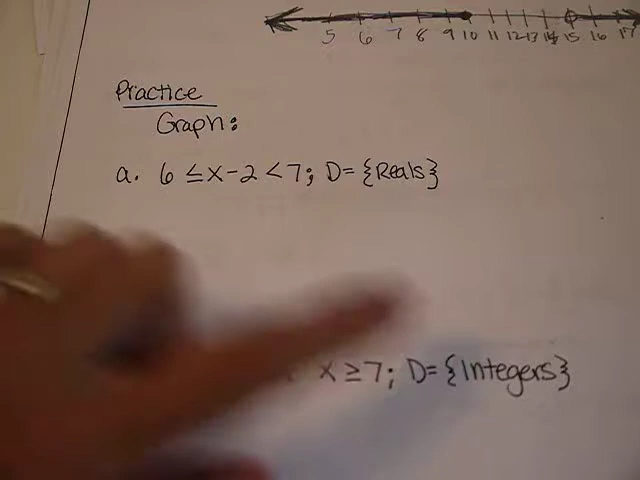 5 6 7 8 9 10 11 12 13 14 15 16 17
Practice
Graph:
a. 6 ≤ x - 2 < 7; D = {Reals}
x ≥ 7; D = {Integers}